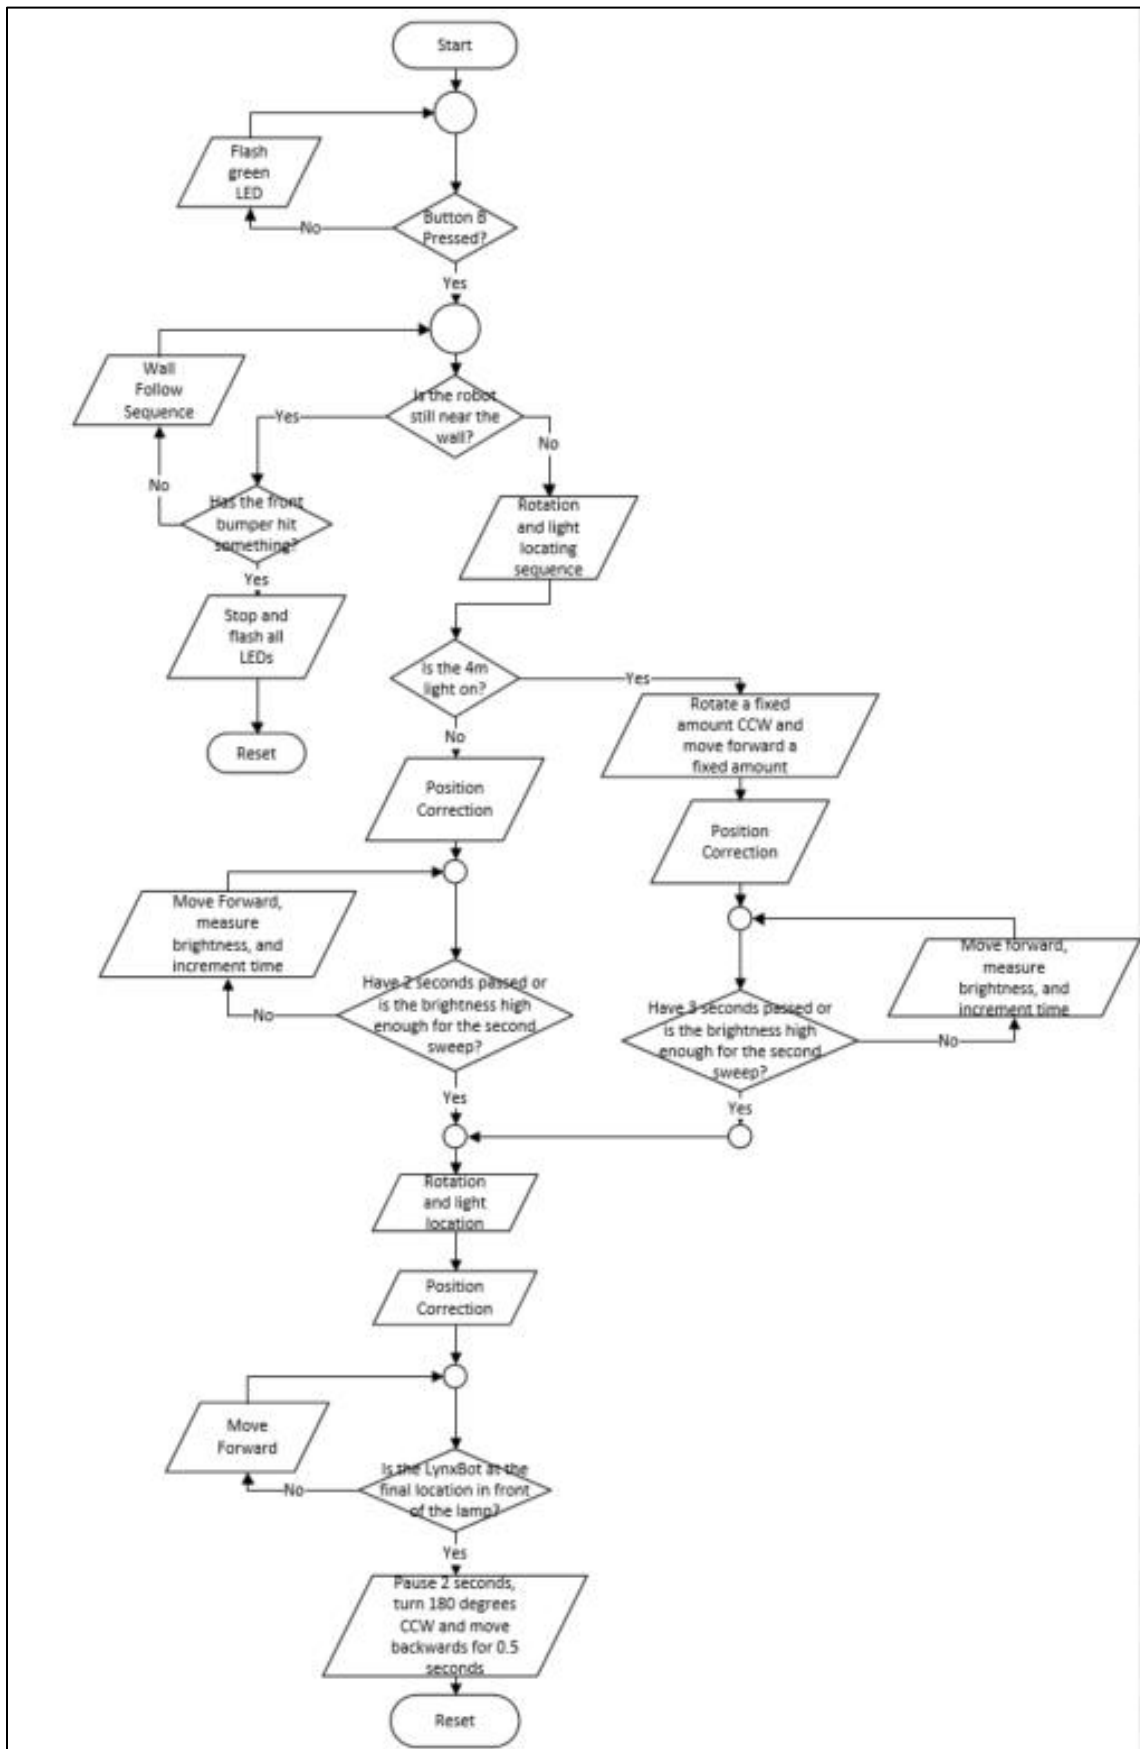 Start
Flash
green
LED
No
Button B
Pressed?
Yes
Wall
Follow
Sequence
Is the robot
still near the
wall?
Yes
No
No
Has the front
bumper hit
something?
Rotation
and light
locating
sequence
Yes
Stop and
flash all
LEDs
Reset
Is the 4m
light on?
Yes
No
Rotate a fixed
amount CCW and
move forward a
fixed amount
Position
Correction
Position
Correction
Move Forward,
measure
brightness, and
increment time
Have 2 seconds passed or
is the brightness high
enough for the second
sweep?
No
Move forward,
measure
brightness, and
increment time
Have 3 seconds passed or
is the brightness high
enough for the second
sweep?
No
Yes
Yes
Rotation
and light
location
Position
Correction
Move
Forward
Is the LynxBot at the
final location in front
of the lamp?
No
Yes
Pause 2 seconds,
turn 180 degrees
CCW and move
backwards for 0.5
seconds
Reset